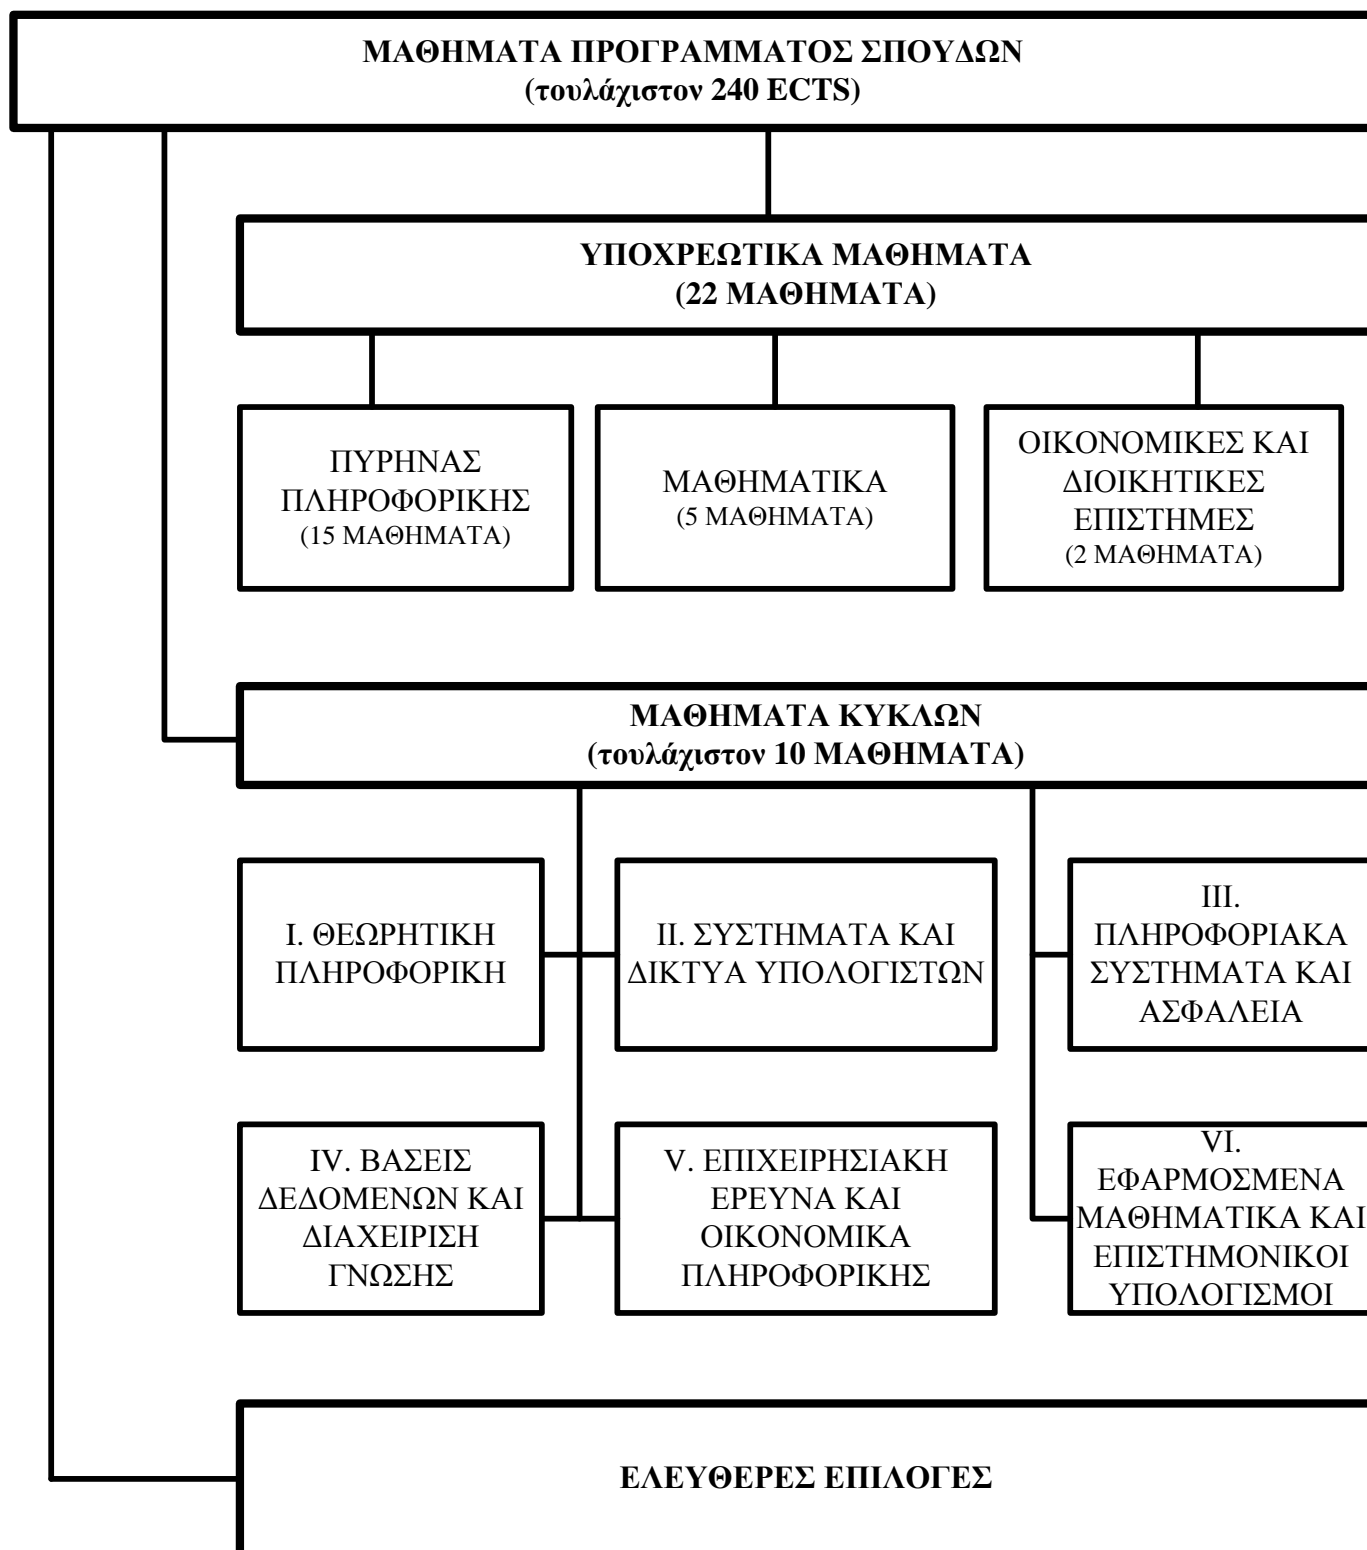 ΜΑΘΗΜΑΤΑ ΠΡΟΓΡΑΜΜΑΤΟΣ ΣΠΟΥΔΩΝ
(τουλάχιστον 240 ECTS)
ΥΠΟΧΡΕΩΤΙΚΑ ΜΑΘΗΜΑΤΑ
(22 ΜΑΘΗΜΑΤΑ)
ΠΥΡΗΝΑΣ
ΠΛΗΡΟΦΟΡΙΚΗΣ
(15 ΜΑΘΗΜΑΤΑ)
ΜΑΘΗΜΑΤΙΚΑ
(5 ΜΑΘΗΜΑΤΑ)
ΟΙΚΟΝΟΜΙΚΕΣ ΚΑΙ
ΔΙΟΙΚΗΤΙΚΕΣ
ΕΠΙΣΤΗΜΕΣ
(2 ΜΑΘΗΜΑΤΑ)
ΜΑΘΗΜΑΤΑ ΚΥΚΛΩΝ
(τουλάχιστον 10 ΜΑΘΗΜΑΤΑ)
I. ΘΕΩΡΗΤΙΚΗ
ΠΛΗΡΟΦΟΡΙΚΗ
II. ΣΥΣΤΗΜΑΤΑ ΚΑΙ
ΔΙΚΤΥΑ ΥΠΟΛΟΓΙΣΤΩΝ
III.
ΠΛΗΡΟΦΟΡΙΑΚΑ
ΣΥΣΤΗΜΑΤΑ ΚΑΙ
ΑΣΦΑΛΕΙΑ
IV. ΒΑΣΕΙΣ
ΔΕΔΟΜΕΝΩΝ ΚΑΙ
ΔΙΑΧΕΙΡΙΣΗ
ΓΝΩΣΗΣ
V. ΕΠΙΧΕΙΡΗΣΙΑΚΗ
ΕΡΕΥΝΑ ΚΑΙ
ΟΙΚΟΝΟΜΙΚΑ
ΠΛΗΡΟΦΟΡΙΚΗΣ
VI.
ΕΦΑΡΜΟΣΜΕΝΑ
ΜΑΘΗΜΑΤΙΚΑ ΚΑΙ
ΕΠΙΣΤΗΜΟΝΙΚΟΙ
ΥΠΟΛΟΓΙΣΜΟΙ
ΕΛΕΥΘΕΡΕΣ ΕΠΙΛΟΓΕΣ